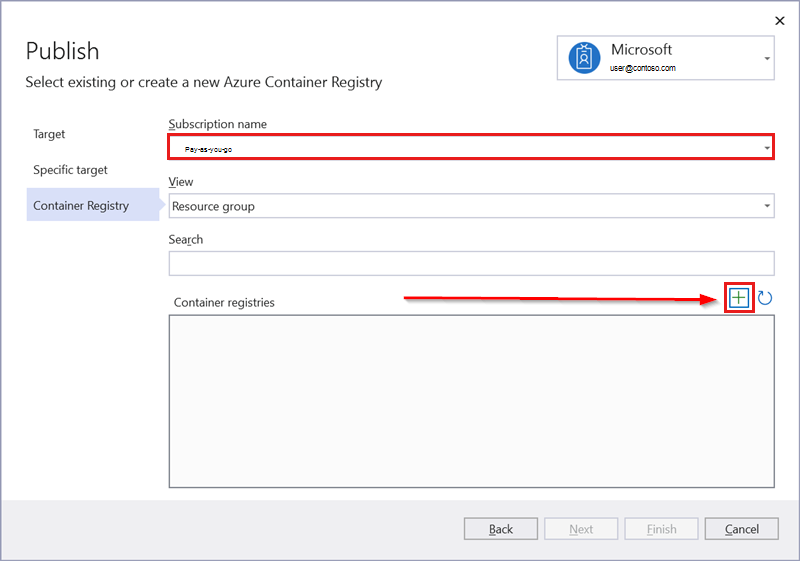 Publish
Select existing or create a new Azure Container Registry
Microsoft
user@contoso.com
Target
Specific target
Container Registry
Subscription name
Pay-as-you-go
View
Resource group
Search
Container registries
Back
Next
Finish
Cancel